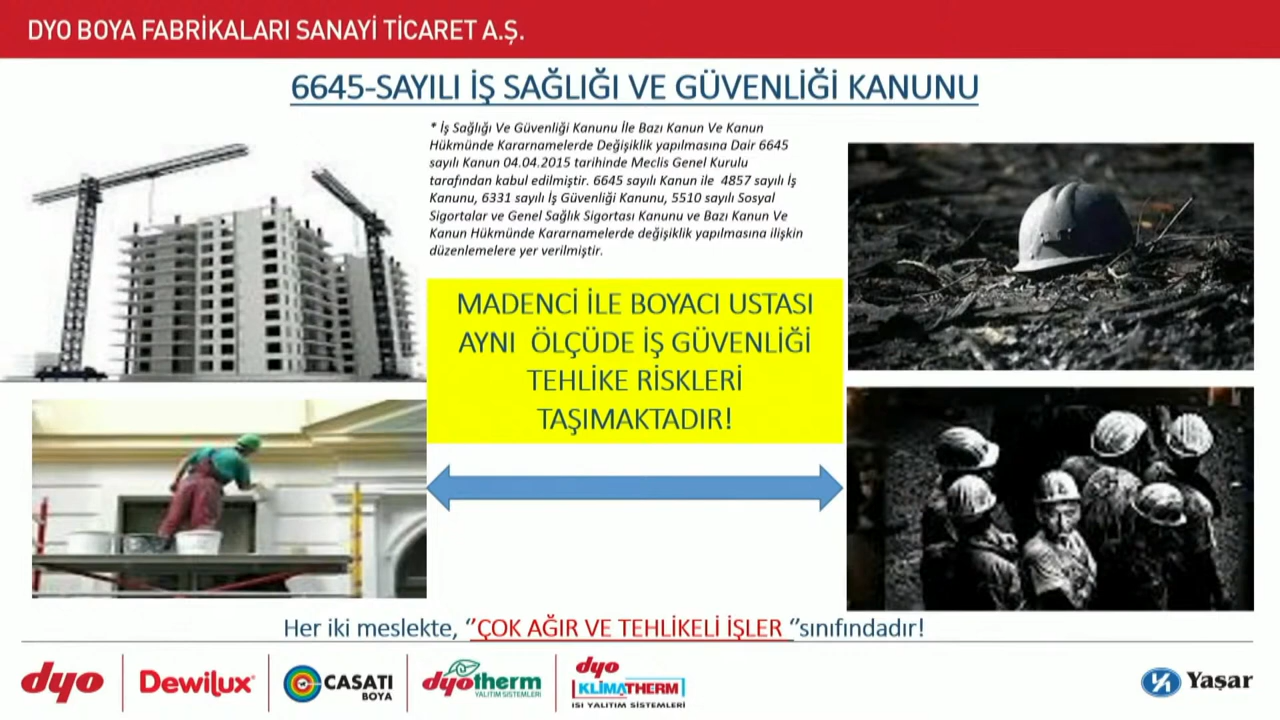 DYO BOYA FABRİKALARI SANAYİ TİCARET A.Ş.
6645-SAYILI İŞ SAĞLIĞI VE GÜVENLİĞİ KANUNU
* İş Sağlığı Ve Güvenliği Kanunu İle Bazı Kanun Ve Kanun
Hükmünde Kararnamelerde Değişiklik yapılmasına Dair 6645
sayılı Kanun 04.04.2015 tarihinde Meclis Genel Kurulu
tarafından kabul edilmiştir. 6645 sayılı Kanun ile 4857 sayılı İş
Kanunu, 6331 sayılı İş Güvenliği Kanunu, 5510 sayılı Sosyal
Sigortalar ve Genel Sağlık Sigortası Kanunu ve Bazı Kanun Ve
Kanun Hükmünde Kararnamelerde değişiklik yapılmasına ilişkin
düzenlemelere yer verilmiştir.
MADENCİ İLE BOYACI USTASI
AYNI ÖLÇÜDE İŞ GÜVENLİĞİ
TEHLİKE RİSKLERİ
TAŞIMAKTADIR!
Her iki meslekte, ‘’ÇOK AĞIR VE TEHLİKELİ İŞLER ‘’sınıfındadır!
dyo
Dewilux
CASATI
BOYA
dyotherm
YALITIM SİSTEMLERİ
dyo
KLİMATHERM
ISI YALITIM SİSTEMLERİ
Yaşar